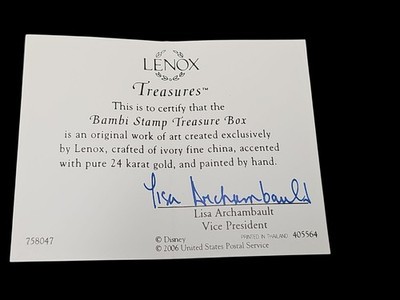 LENOX
Treasures™
This is to certify that the
Bambi Stamp Treasure Box
is an original work of art created exclusively
by Lenox, crafted of ivory fine china, accented
with pure 24 karat gold, and painted by hand.
Lisa Archambault
Lisa Archambault
Vice President
758047
© Disney
PRINTED IN THAILAND 405564
© 2006 United States Postal Service